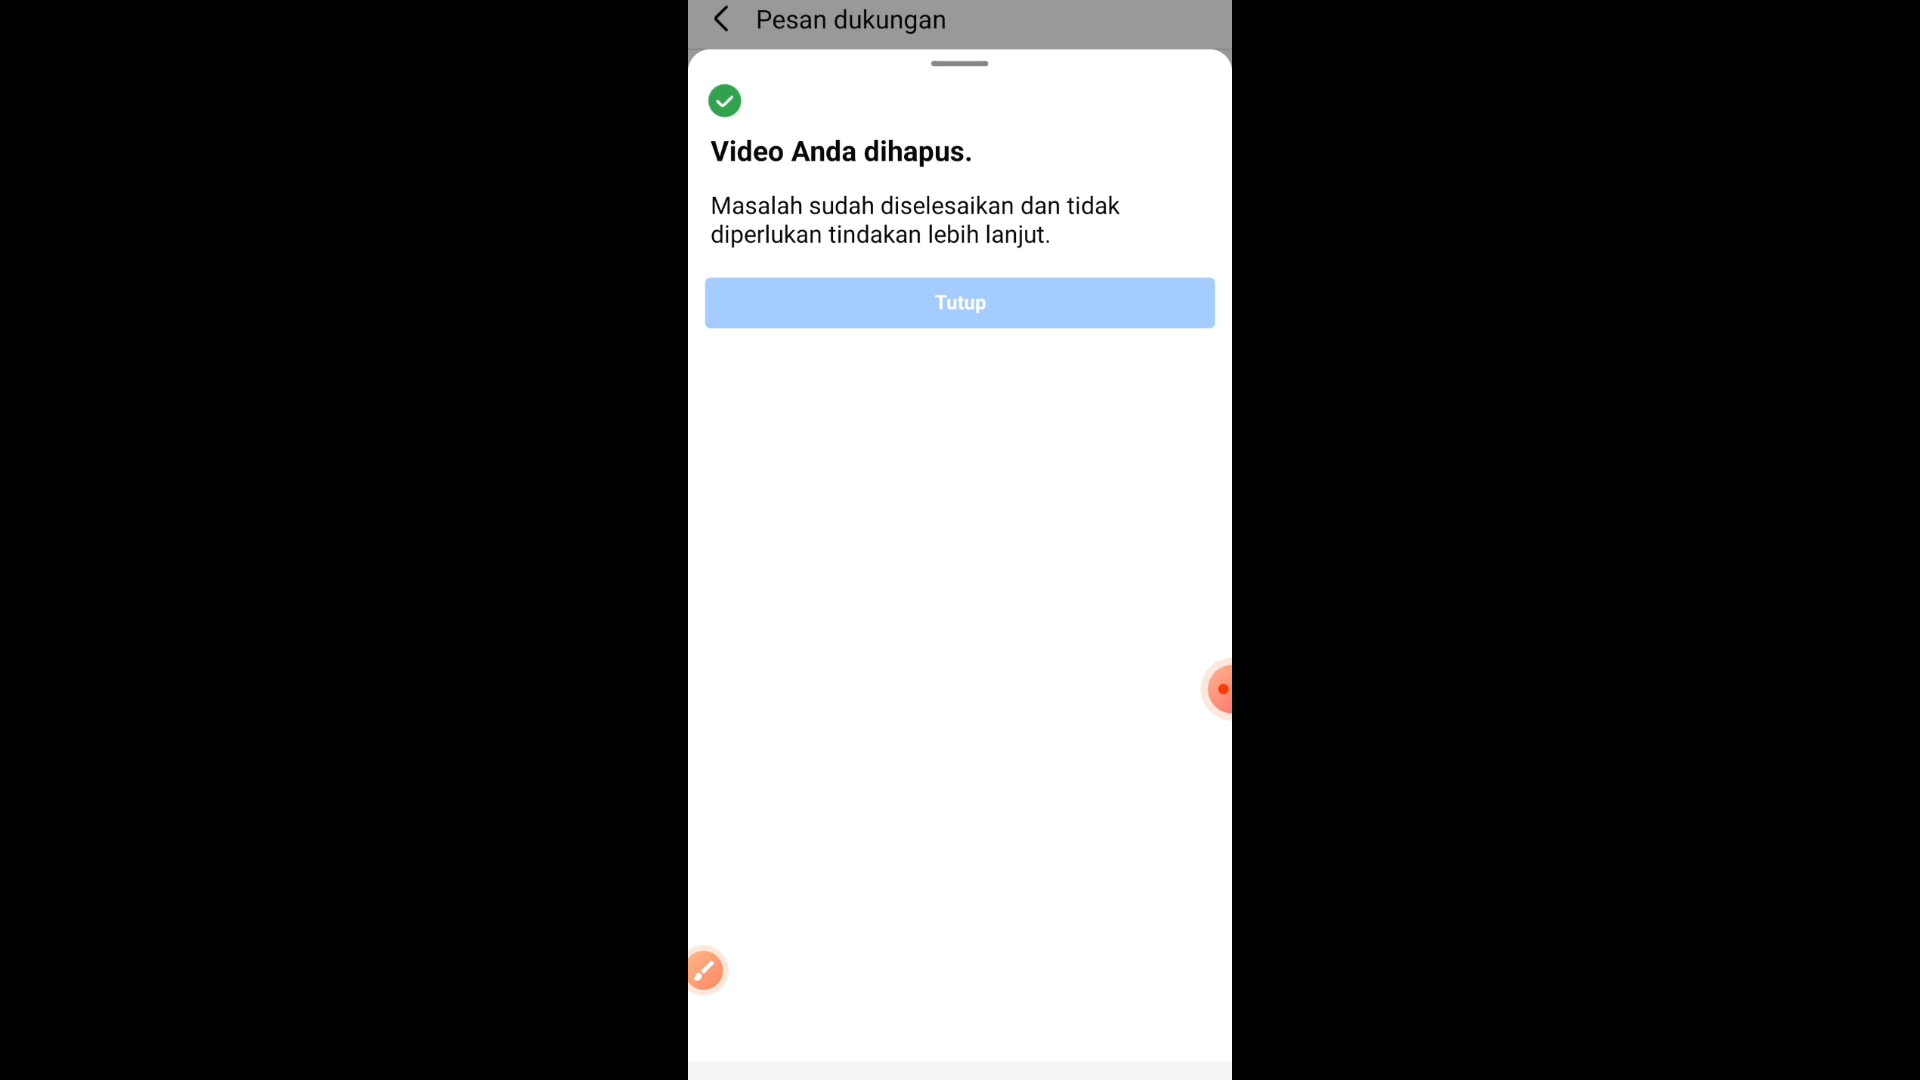 Pesan dukungan
Video Anda dihapus.
Masalah sudah diselesaikan dan tidak
diperlukan tindakan lebih lanjut.
Tutup